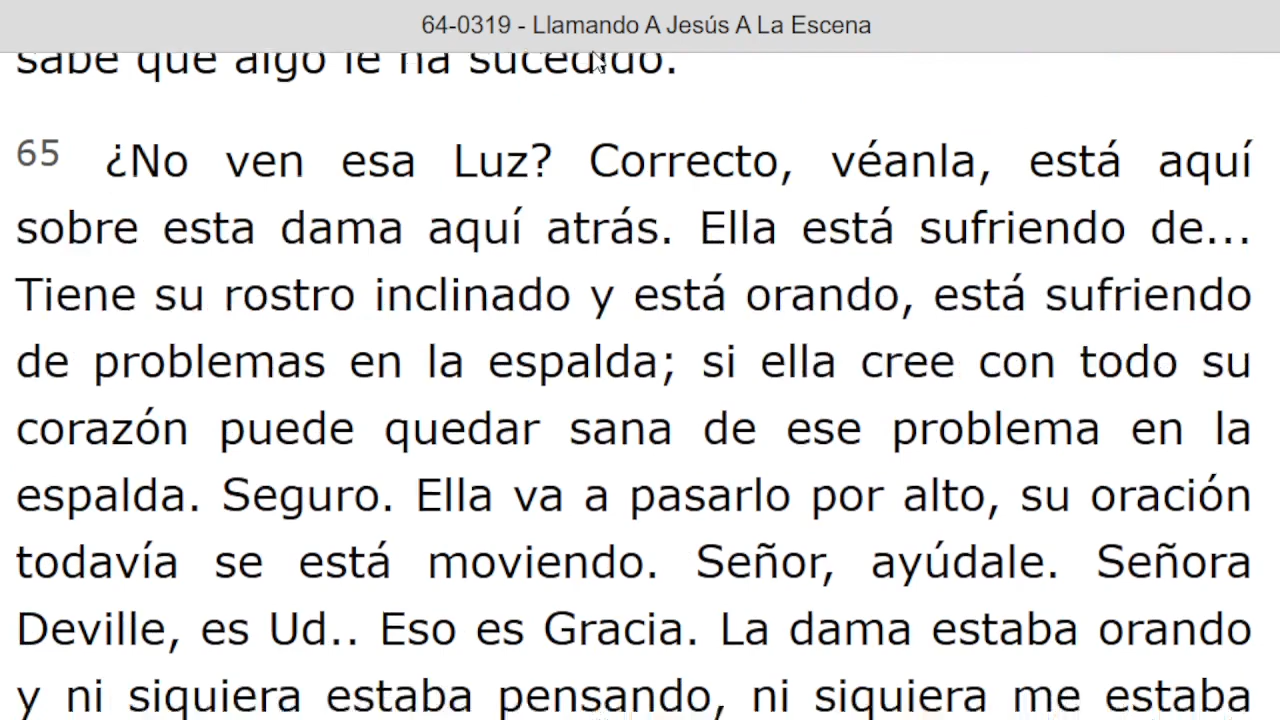 64-0319 - Llamando A Jesús A La Escena
sabe que algo le ha sucedido.
65 ¿No ven esa Luz? Correcto, véanla, está aquí
sobre esta dama aquí atrás. Ella está sufriendo de...
Tiene su rostro inclinado y está orando, está sufriendo
de problemas en la espalda; si ella cree con todo su
corazón puede quedar sana de ese problema en la
espalda. Seguro. Ella va a pasarlo por alto, su oración
todavía se está moviendo. Señor, ayúdale. Señora
Deville, es Ud.. Eso es Gracia. La dama estaba orando
y ni siquiera estaba pensando, ni siquiera me estaba